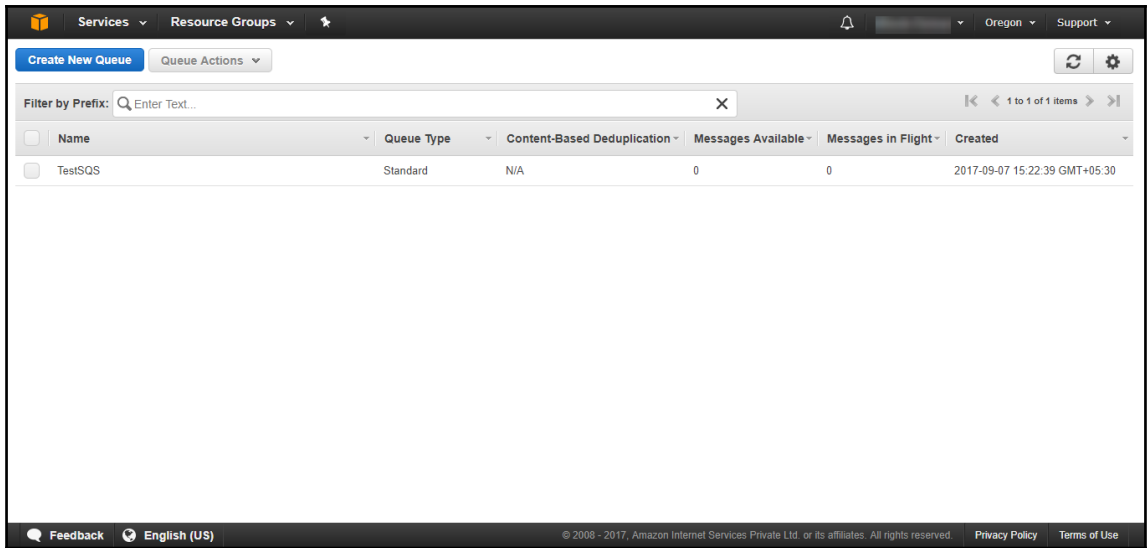 Services Resource Groups Oregon Support
Create New Queue Queue Actions
Filter by Prefix: Enter Text... 1 to 1 of 1 items
Name Queue Type Content-Based Deduplication Messages Available Messages in Flight Created
TestSQS Standard N/A 0 0 2017-09-07 15:22:39 GMT+05:30
Feedback English (US) © 2008 - 2017, Amazon Internet Services Private Ltd. or its affiliates. All rights reserved. Privacy Policy Terms of Use